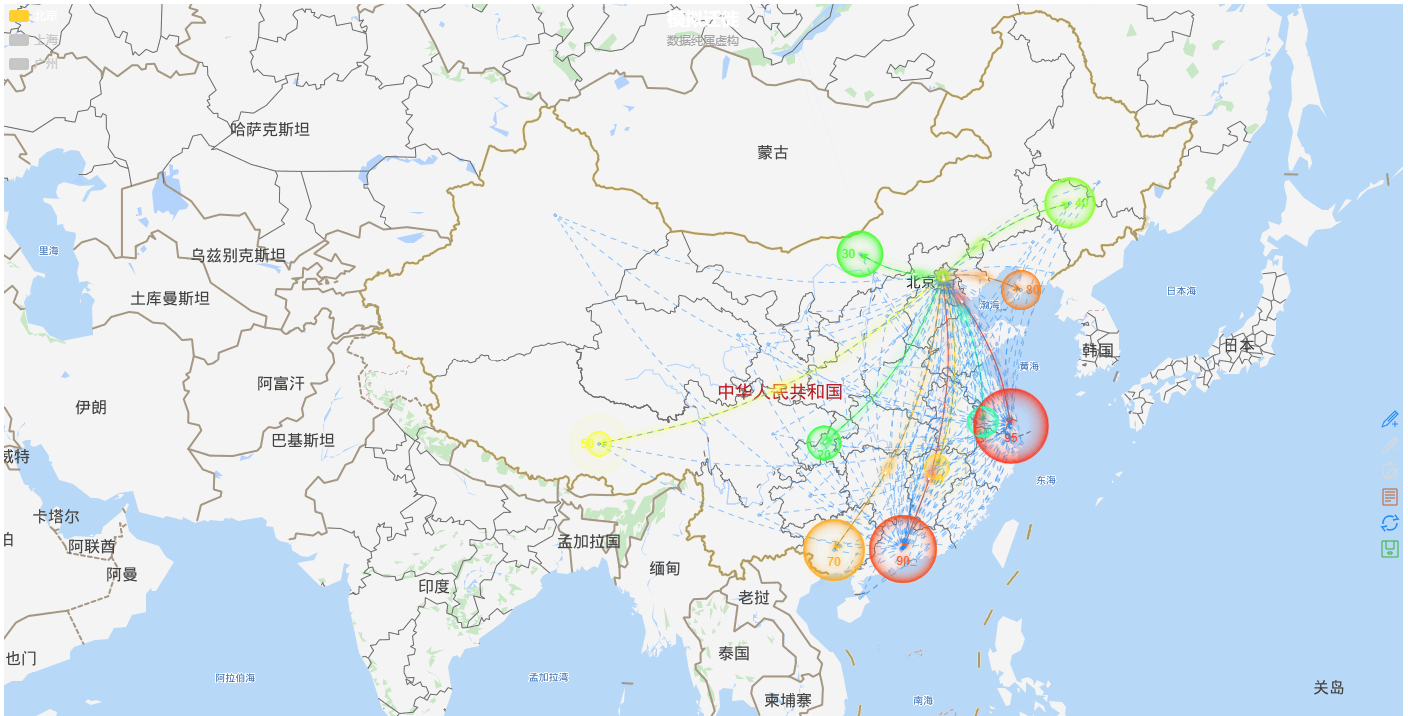 北京
上海
广州
模拟迁徙
数据纯属虚构
哈萨克斯坦
蒙古
40
里海
乌兹别克斯坦
30
北京
土库曼斯坦
80
日本海
渤海
韩国
日本
黄海
阿富汗
中华人民共和国
伊朗
巴基斯坦
95
50
20
威特
东海
卡塔尔
阿联酋
孟加拉国
70
90
缅甸
阿曼
印度
老挝
也门
泰国
阿拉伯海
孟加拉湾
关岛
柬埔寨
南海